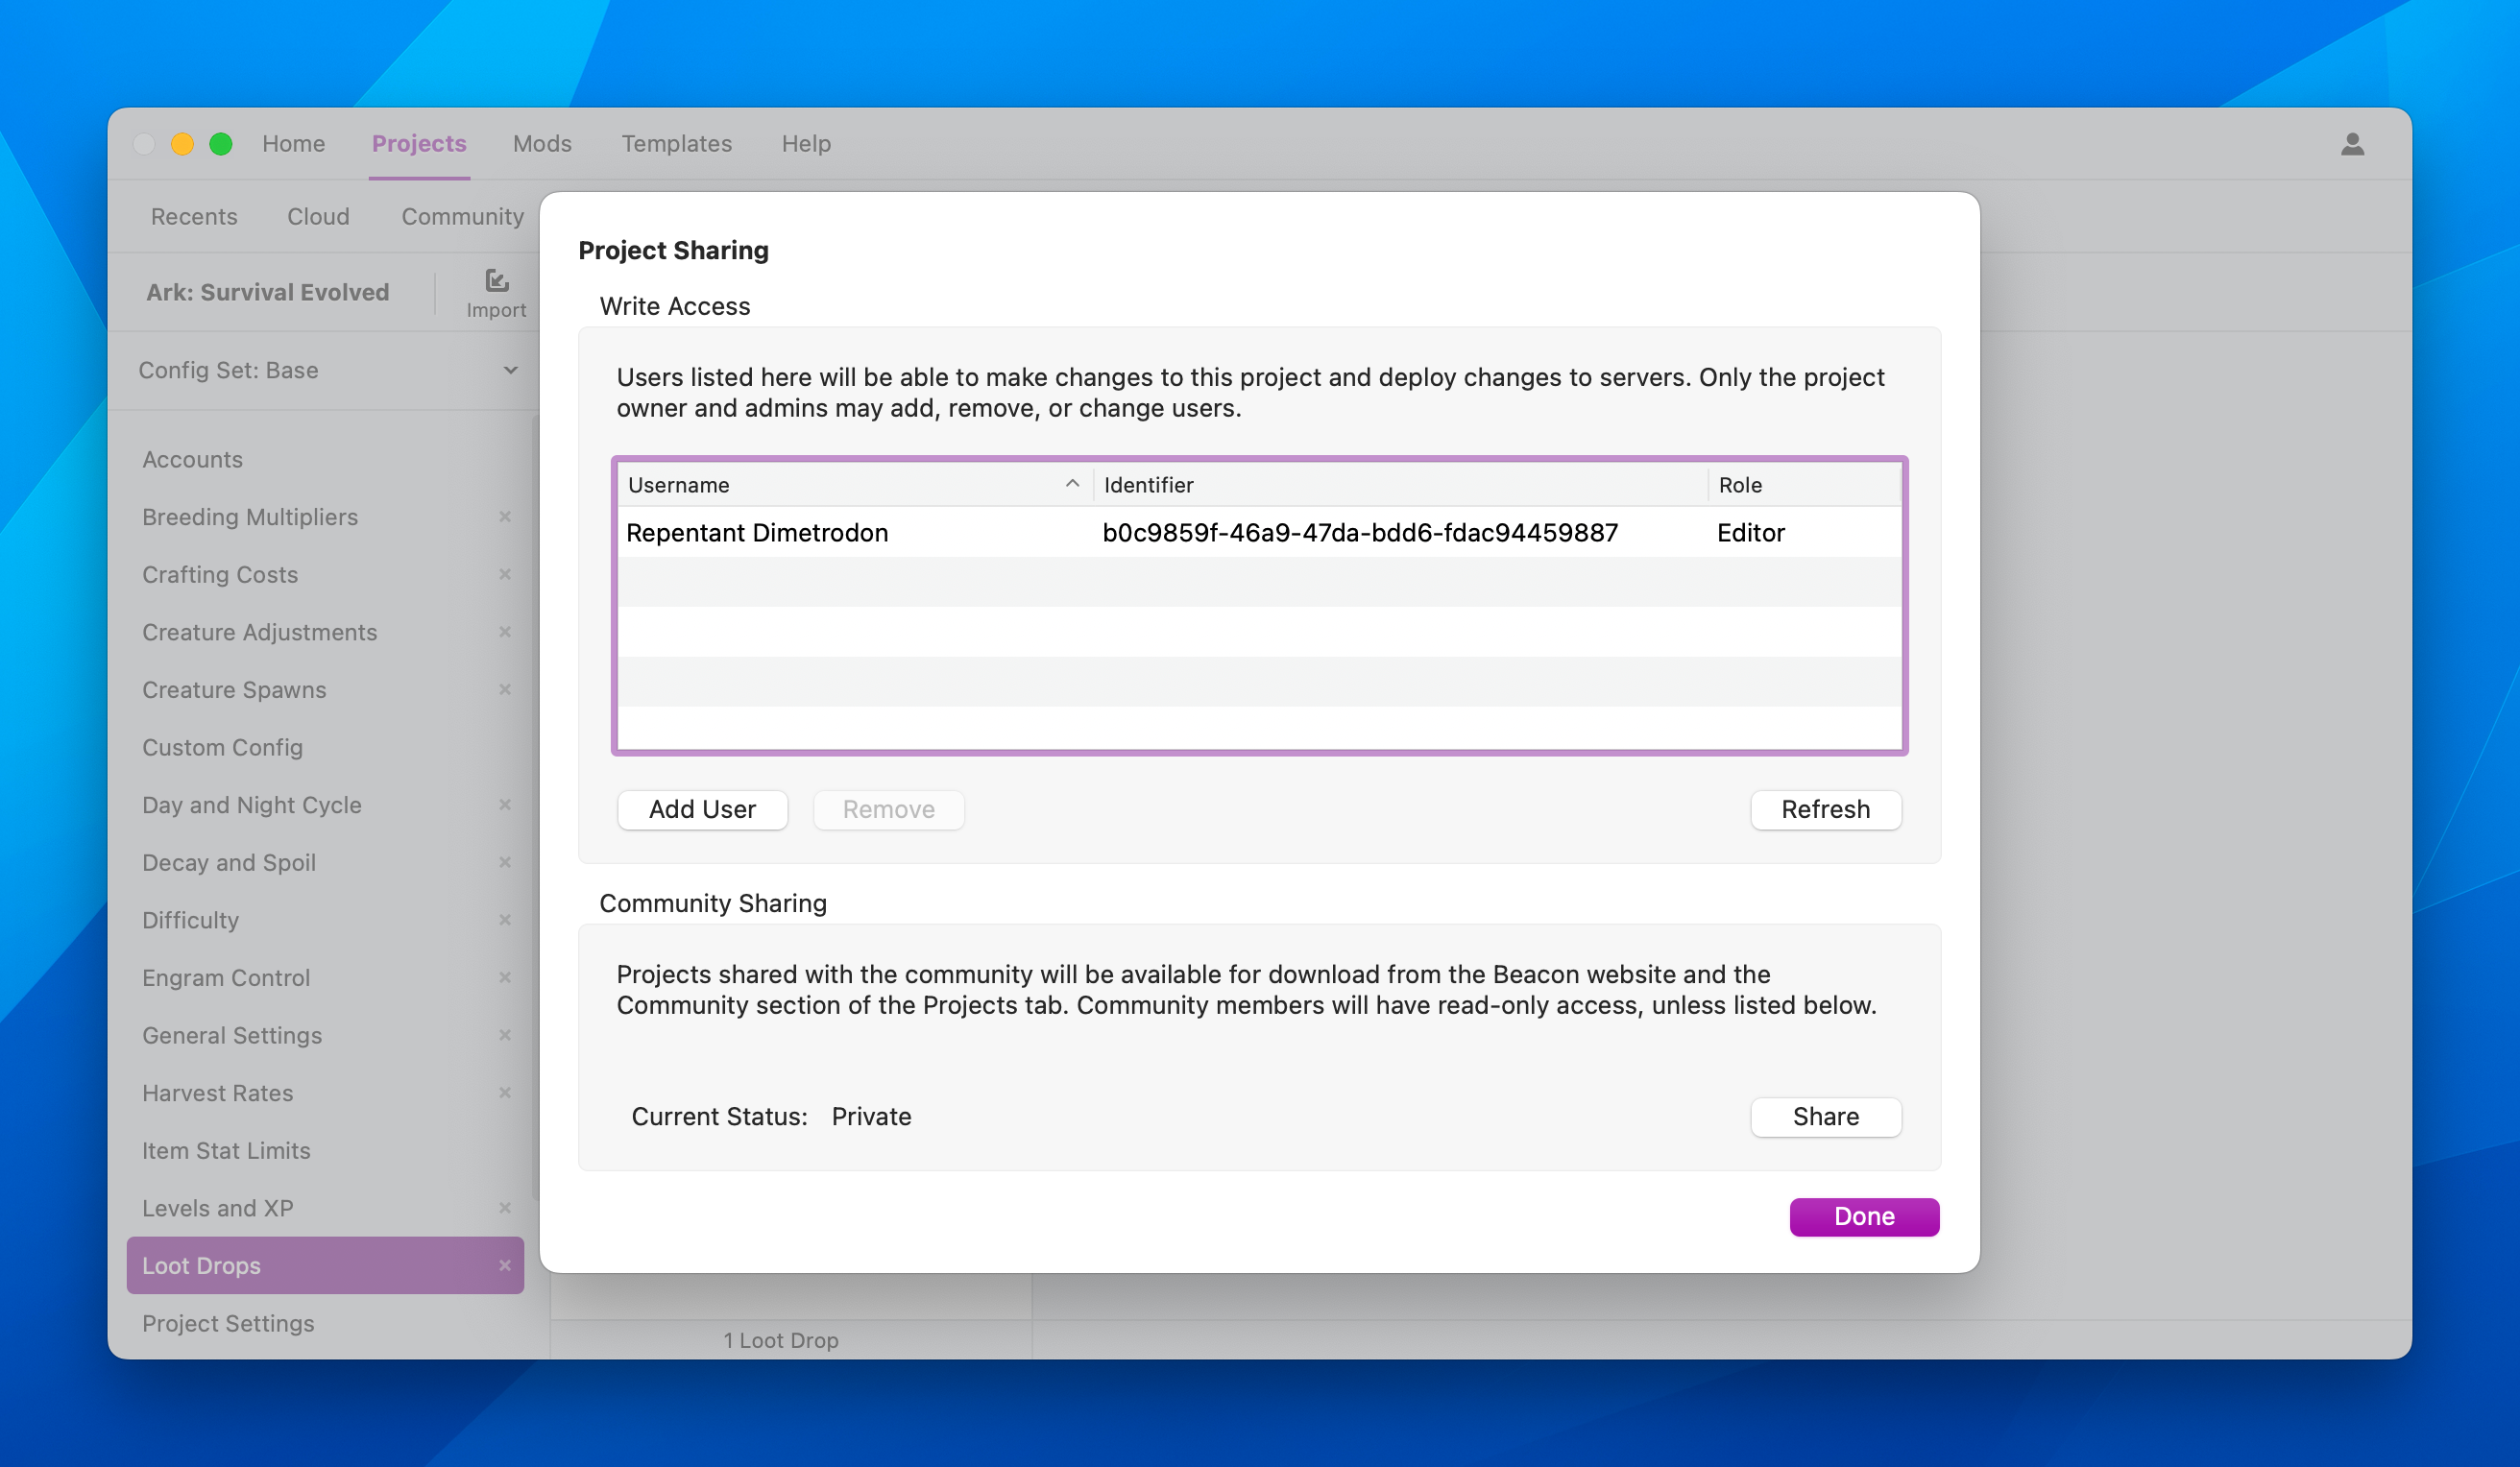 Home Projects Mods Templates Help
Recents Cloud Community
Ark: Survival Evolved
Import
Config Set: Base
Accounts
Breeding Multipliers
Crafting Costs
Creature Adjustments
Creature Spawns
Custom Config
Day and Night Cycle
Decay and Spoil
Difficulty
Engram Control
General Settings
Harvest Rates
Item Stat Limits
Levels and XP
Loot Drops
Project Settings
Project Sharing
Write Access
Users listed here will be able to make changes to this project and deploy changes to servers. Only the project
owner and admins may add, remove, or change users.
Username Identifier Role
Repentant Dimetrodon b0c9859f-46a9-47da-bdd6-fdac94459887 Editor
Add User Remove Refresh
Community Sharing
Projects shared with the community will be available for download from the Beacon website and the
Community section of the Projects tab. Community members will have read-only access, unless listed below.
Current Status: Private Share
Done
1 Loot Drop